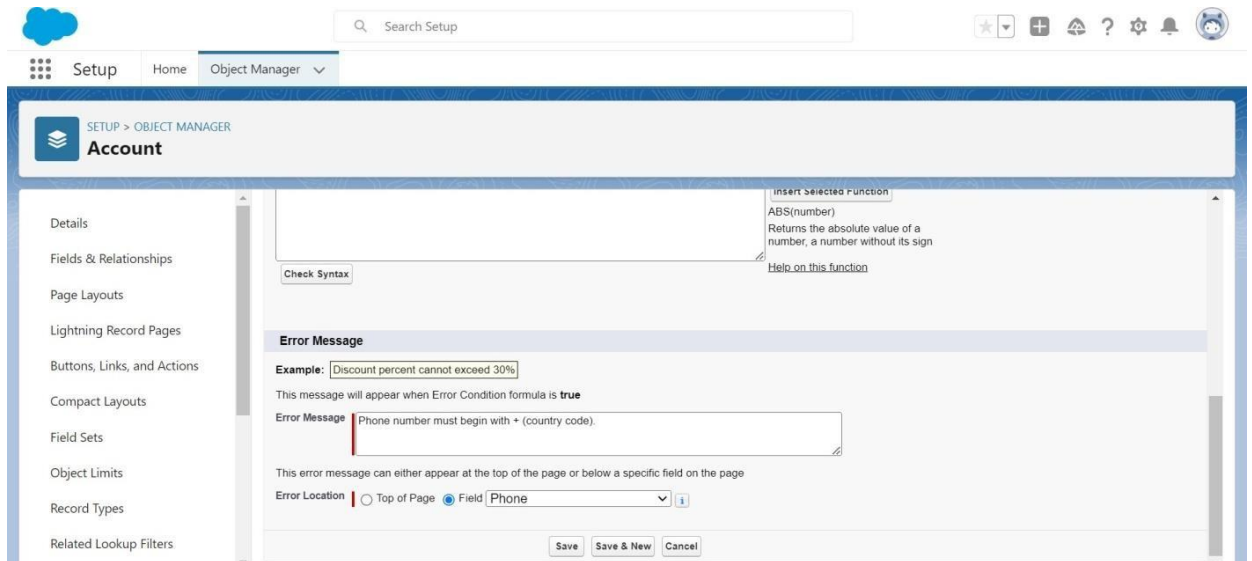 Search Setup
Setup Home Object Manager
SETUP > OBJECT MANAGER
Account
Details
Fields & Relationships
Page Layouts
Lightning Record Pages
Buttons, Links, and Actions
Compact Layouts
Field Sets
Object Limits
Record Types
Related Lookup Filters
Insert Selected Function
ABS(number)
Returns the absolute value of a
number, a number without its sign
Help on this function
Check Syntax
Error Message
Example: Discount percent cannot exceed 30%
This message will appear when Error Condition formula is true
Error Message Phone number must begin with + (country code).
This error message can either appear at the top of the page or below a specific field on the page
Error Location Top of Page Field Phone i
Save Save & New Cancel